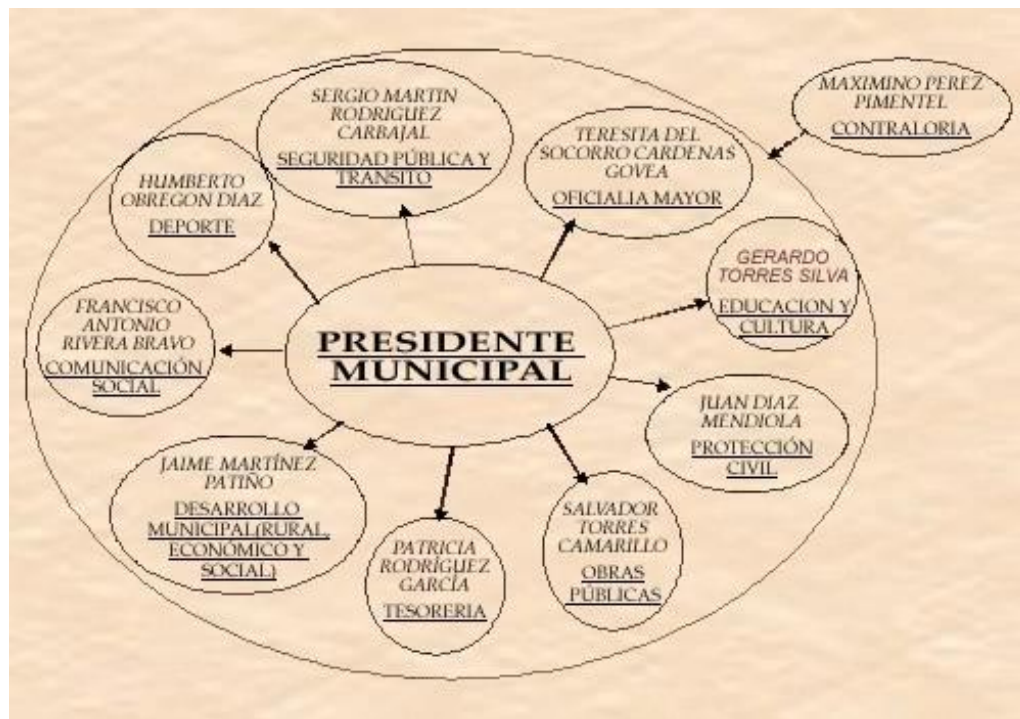 SERGIO MARTIN
RODRIGUEZ
CARBAJAL
SEGURIDAD PÚBLICA Y
TRANSITO
TERESITA DEL
SOCORRO CARDENAS
GOVEA
OFICIALIA MAYOR
MAXIMINO PEREZ
PIMENTEL
CONTRALORIA
HUMBERTO
OBREGON DIAZ
DEPORTE
GERARDO
TORRES SILVA
EDUCACION Y
CULTURA
FRANCISCO
ANTONIO
RIVERA BRAVO
COMUNICACIÓN
SOCIAL
PRESIDENTE
MUNICIPAL
JUAN DIAZ
MENDIOLA
PROTECCIÓN
CIVIL
JAIME MARTÍNEZ
PATIÑO
DESARROLLO
MUNICIPAL(RURAL,
ECONÓMICO Y
SOCIAL)
PATRICIA
RODRÍGUEZ
GARCÍA
TESORERIA
SALVADOR
TORRES
CAMARILLO
OBRAS
PÚBLICAS